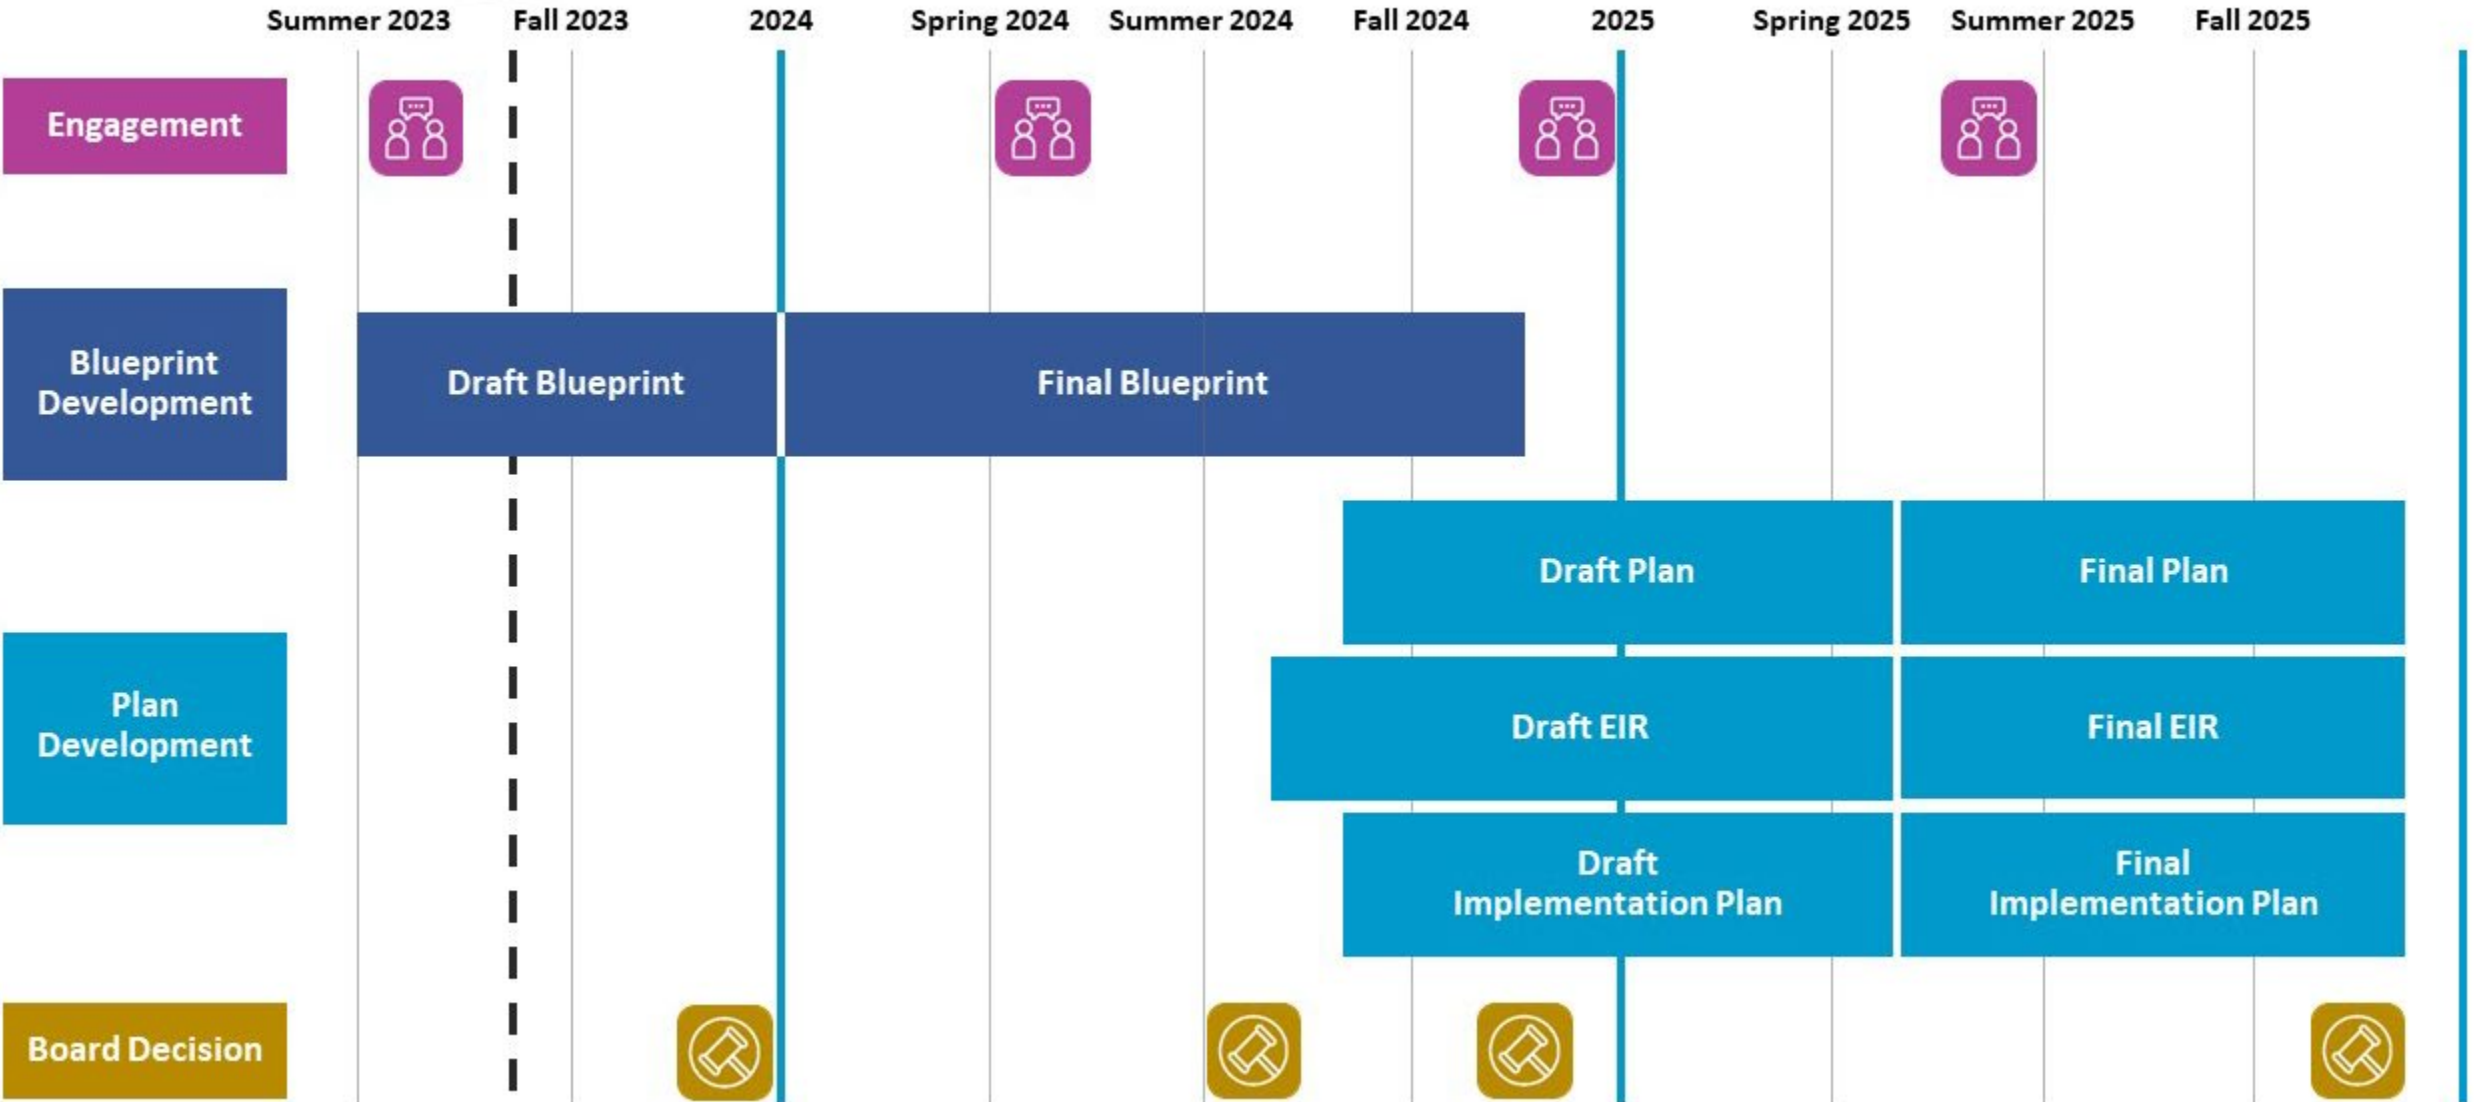 Summer 2023 Fall 2023 2024 Spring 2024 Summer 2024 Fall 2024 2025 Spring 2025 Summer 2025 Fall 2025
Engagement
Blueprint
Development
Draft Blueprint
Final Blueprint
Plan
Development
Draft Plan
Final Plan
Draft EIR
Final EIR
Draft
Implementation Plan
Final
Implementation Plan
Board Decision